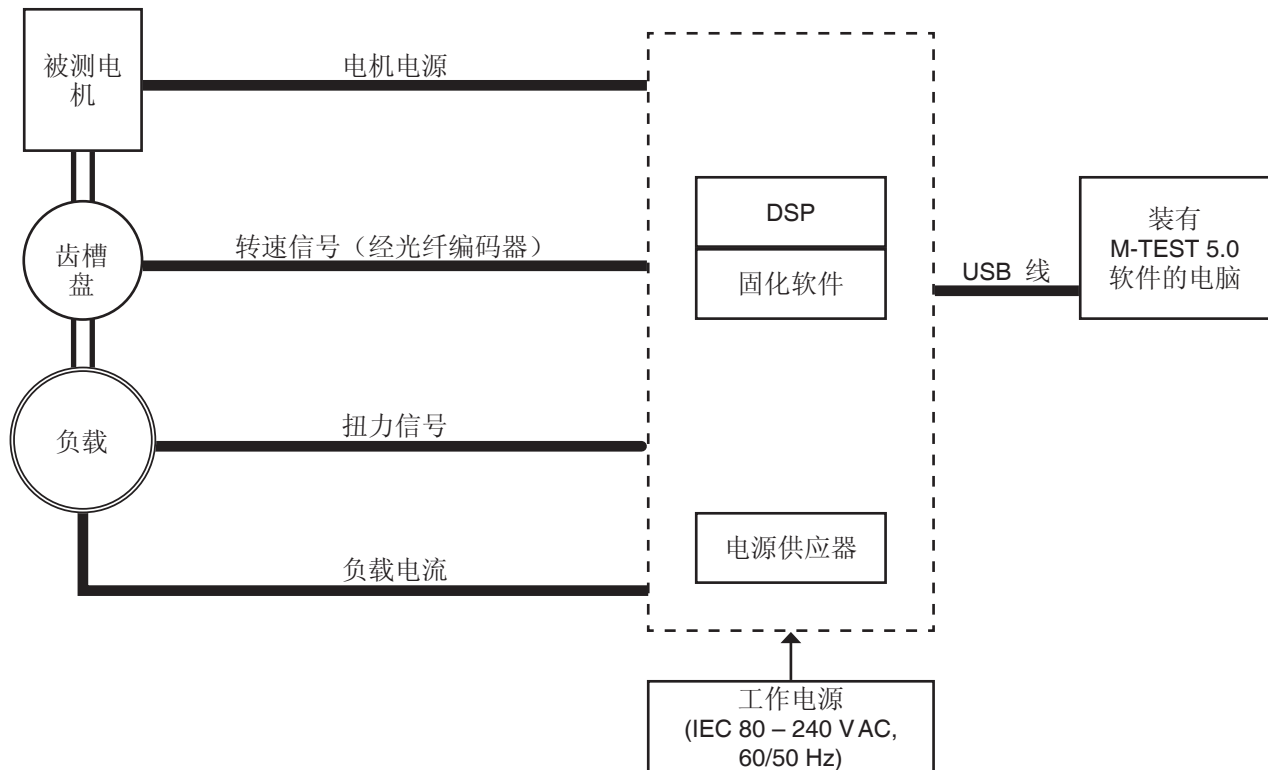 被测电
机
电机电源
齿槽
盘
转速信号（经光纤编码器）
负载
扭力信号
负载电流
DSP
固化软件
电源供应器
USB 线
装有
M-TEST 5.0
软件的电脑
工作电源
(IEC 80 – 240 VAC,
60/50 Hz)